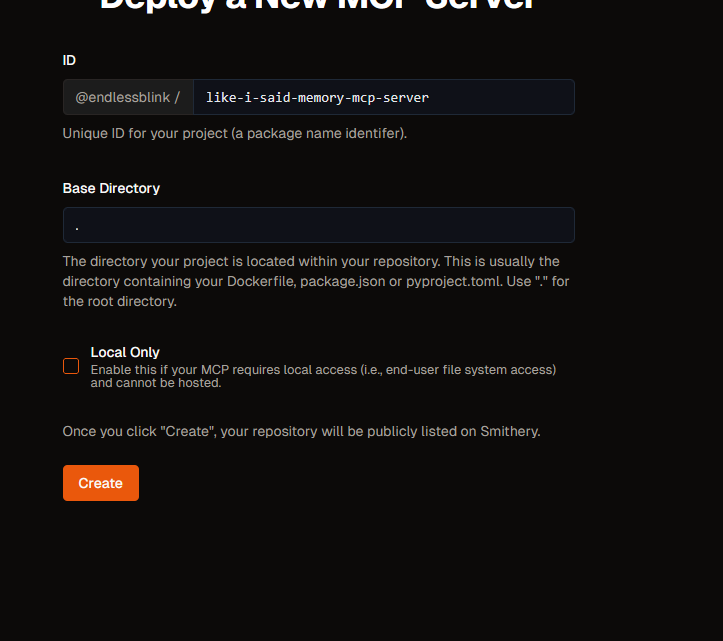 Deploy a New MCP Server
ID
@endlessblink / like-i-said-memory-mcp-server
Unique ID for your project (a package name identifer).
Base Directory
.
The directory your project is located within your repository. This is usually the
directory containing your Dockerfile, package.json or pyproject.toml. Use "." for
the root directory.
Local Only
Enable this if your MCP requires local access (i.e., end-user file system access)
and cannot be hosted.
Once you click "Create", your repository will be publicly listed on Smithery.
Create